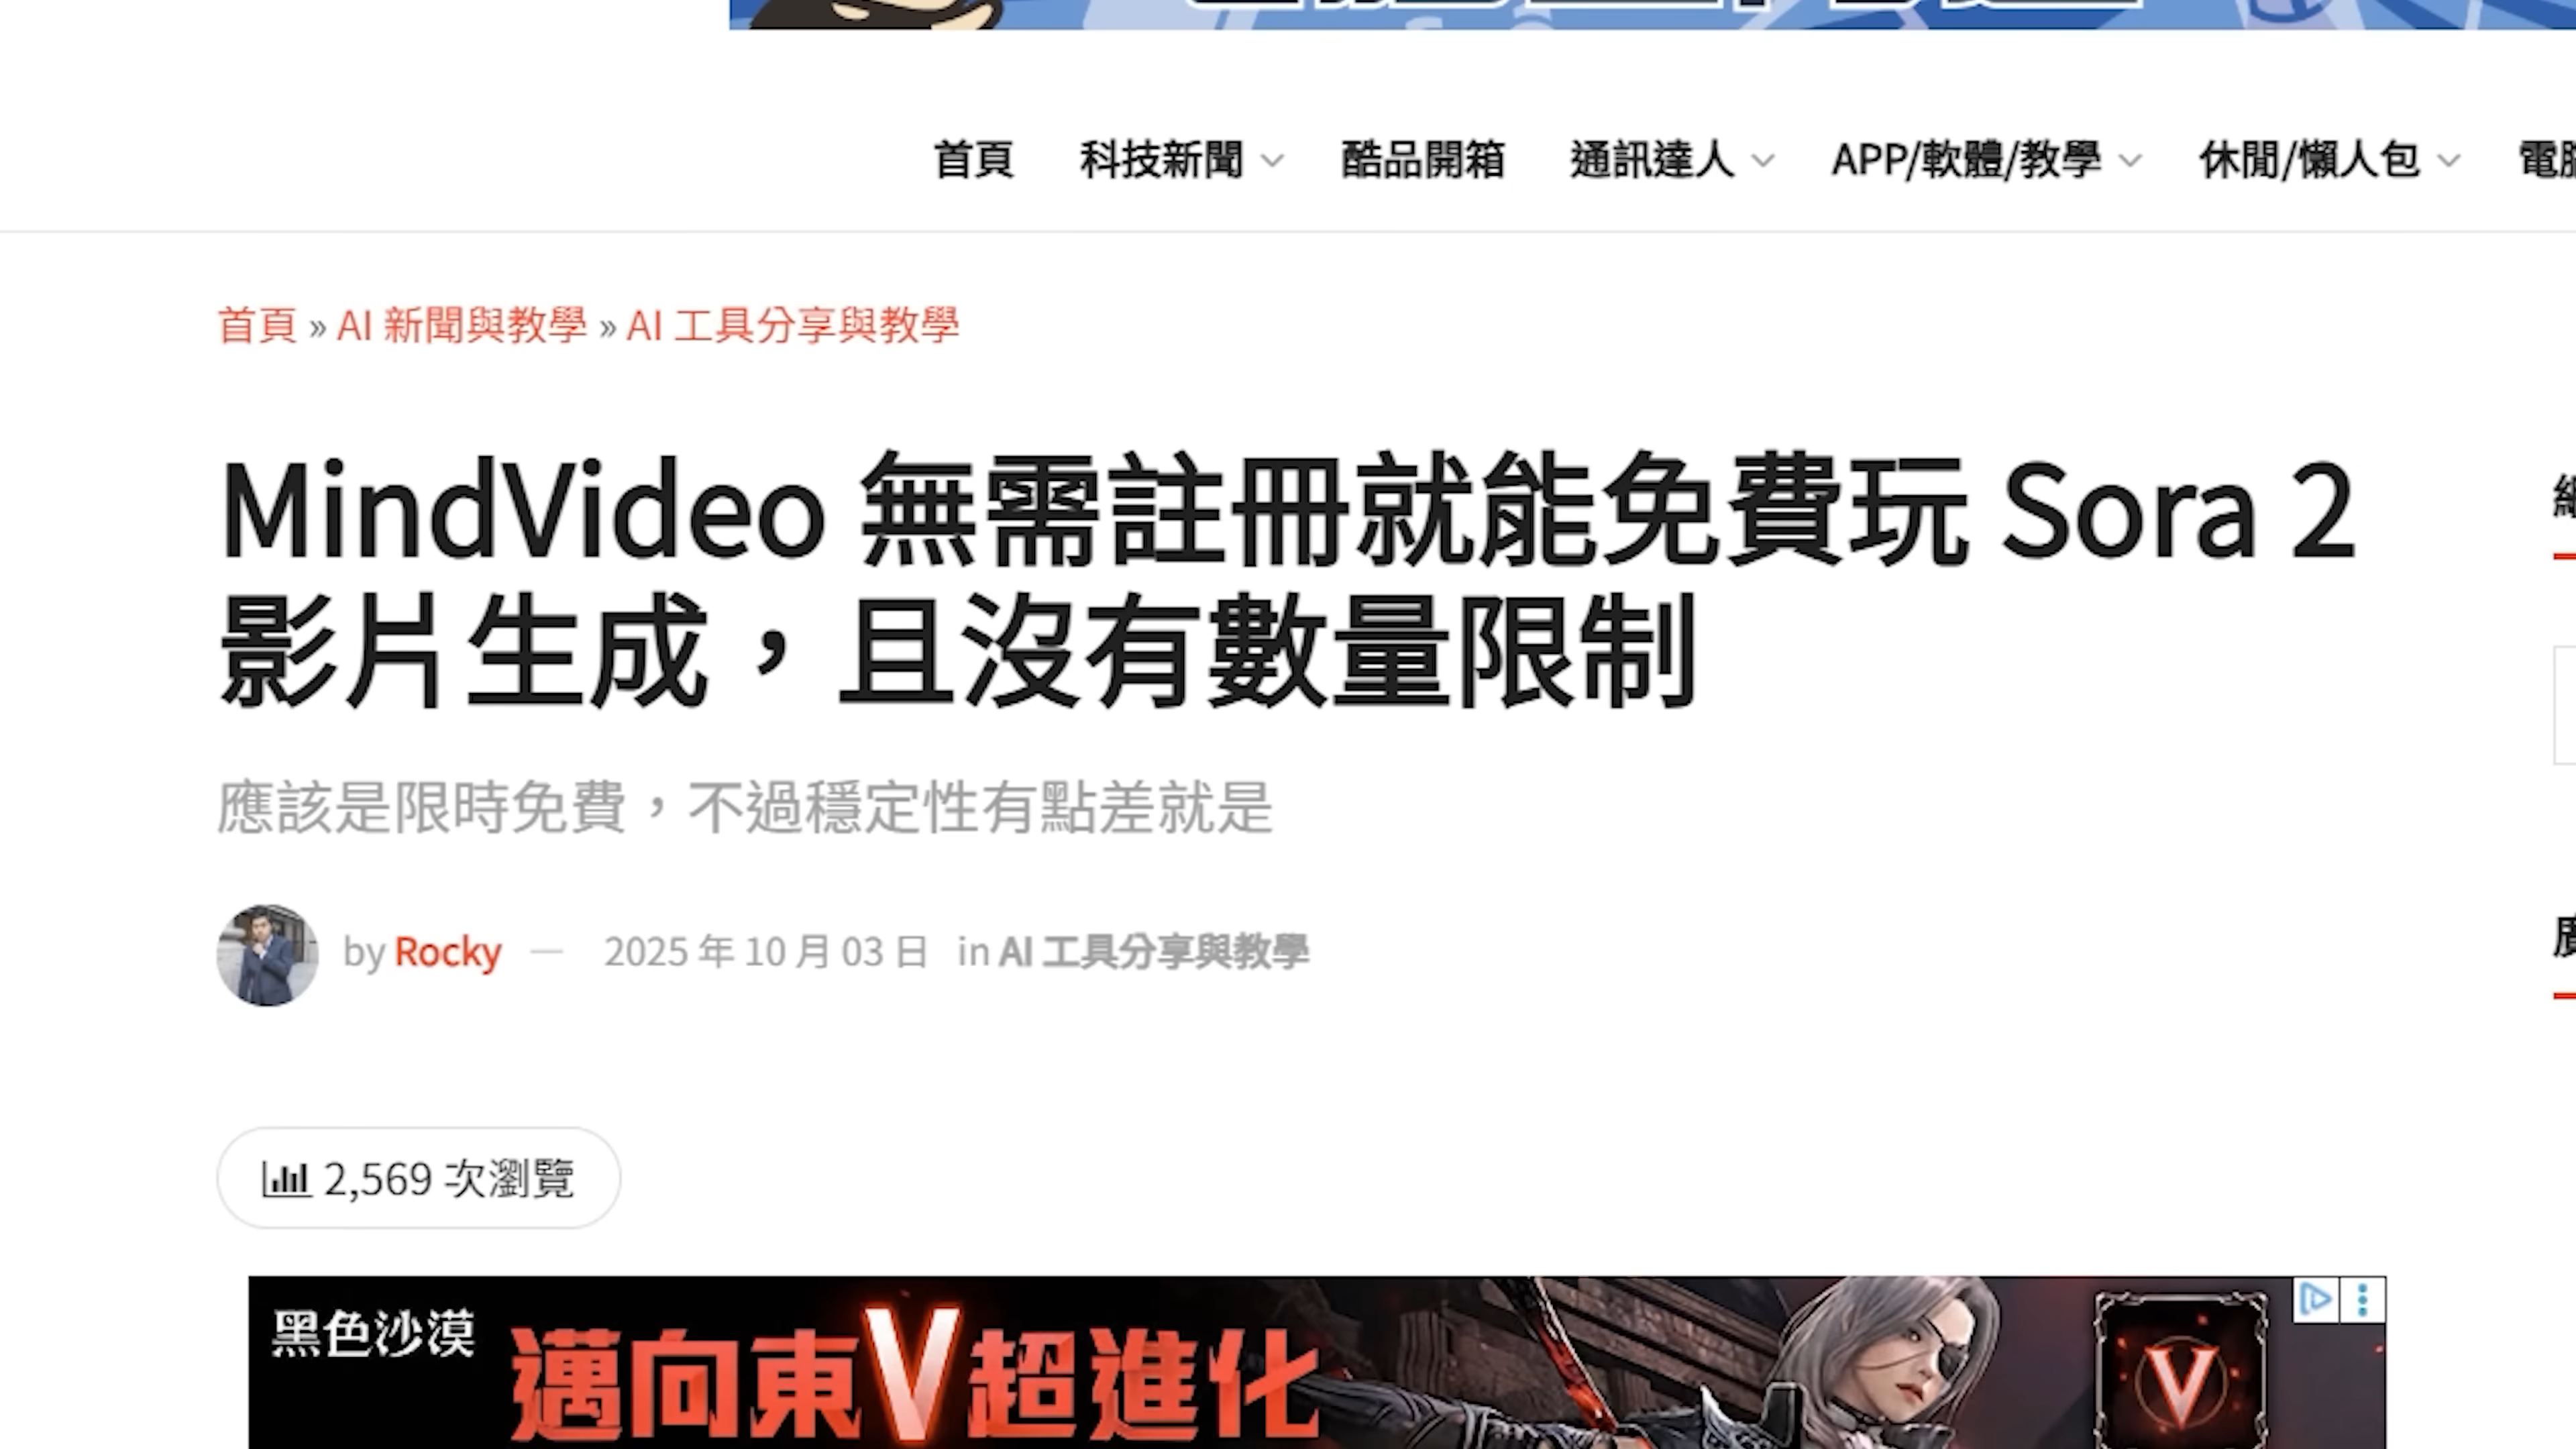 首頁 科技新聞 酷品開箱 通訊達人 APP/軟體/教學 休閒/懶人包
首頁 » AI 新聞與教學 » AI 工具分享與教學
MindVideo 無需註冊就能免費玩 Sora 2
影片生成，且沒有數量限制
應該是限時免費，不過穩定性有點差就是
by Rocky — 2025 年 10 月 03 日 in AI 工具分享與教學
2,569 次瀏覽
黑色沙漠
邁向東V超進化
V